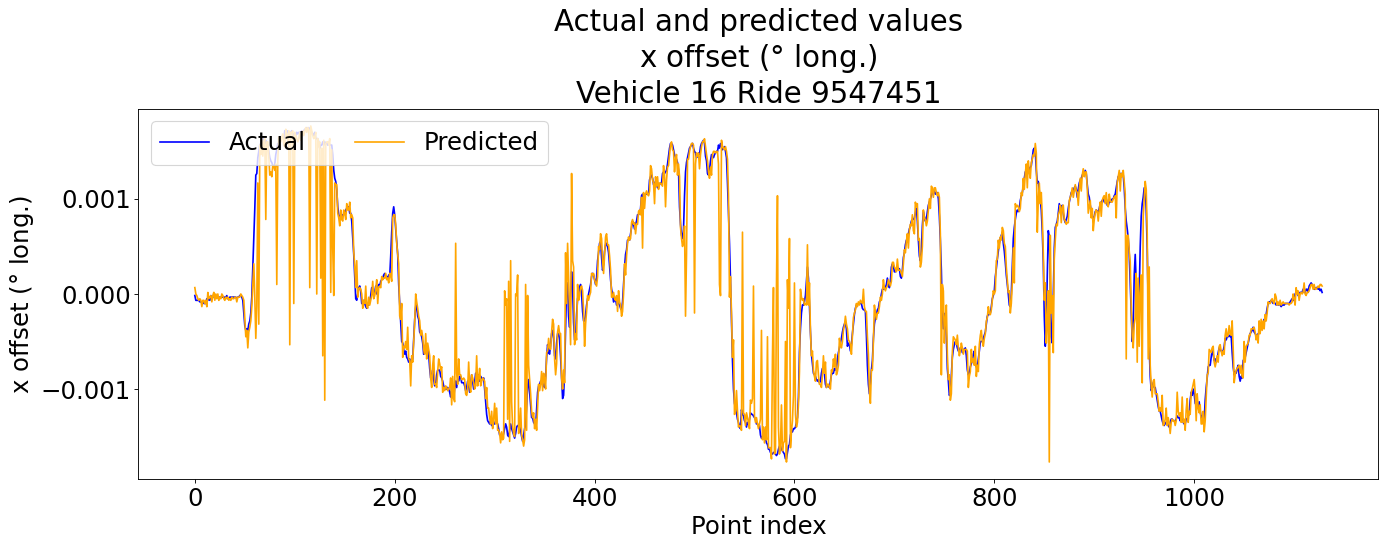 Actual and predicted values
x offset (° long.)
Vehicle 16 Ride 9547451
Actual
Predicted
x offset (° long.)
0.001
0.000
−0.001
0
200
400
600
800
1000
Point index